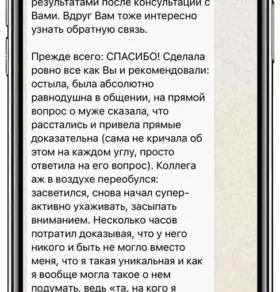 результатами после консультации с
Вами. Вдруг Вам тоже интересно
узнать обратную связь.
Прежде всего: СПАСИБО! Сделала
ровно все как Вы и рекомендовали:
остыла, была абсолютно
равнодушна в общении, на прямой
вопрос о муже сказала, что
расстались и привела прямые
доказательна (сама не кричала об
этом на каждом углу, просто
ответила на его вопрос). Коллега
аж в воздухе переобулся:
засветился, снова начал супер-
активно ухаживать, засыпать
вниманием. Несколько часов
потратил доказывая, что у него
никого и быть не могло вместо
меня, что я такая уникальная и как
я вообще могла такое о нем
подумать, ведь «та, на кого я